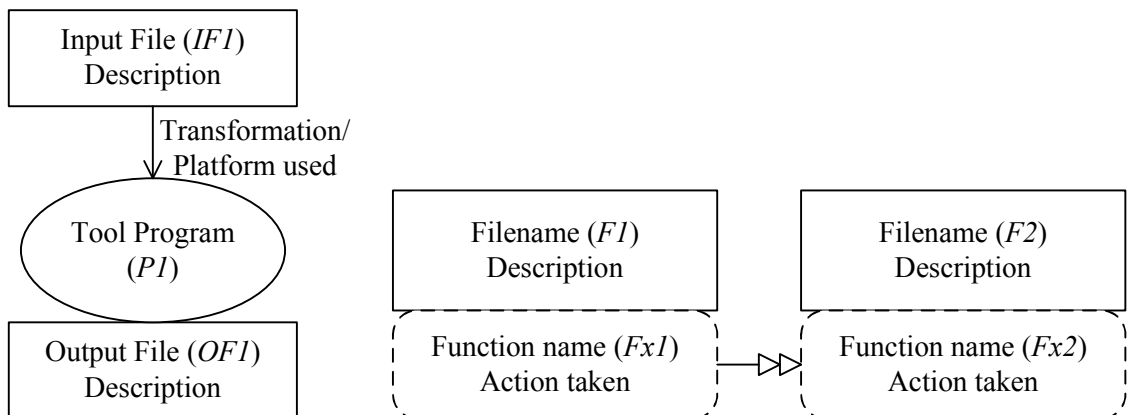 Input File (IF1)
Description
Transformation/
Platform used
Tool Program
(P1)
Output File (OF1)
Description
Filename (F1)
Description
Function name (Fx1)
Action taken
Filename (F2)
Description
Function name (Fx2)
Action taken